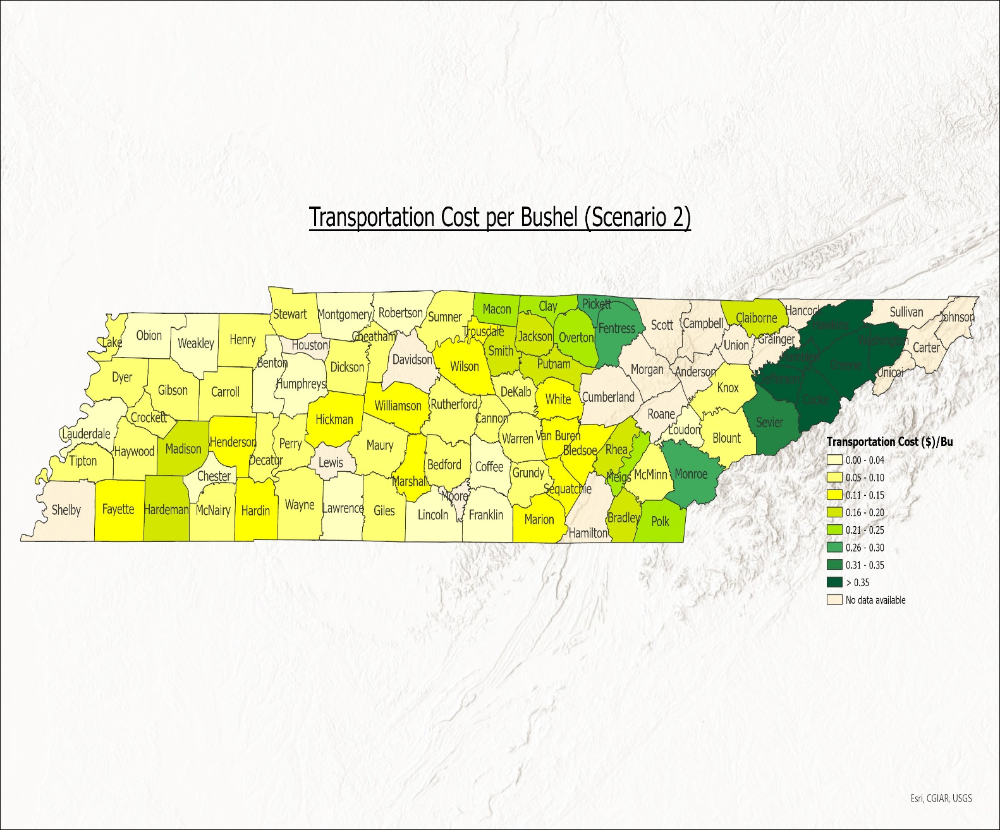 Transportation Cost per Bushel (Scenario 2)
Pickett
Stewart
Montgomery
Robertson
Sumner
Macon
Clay
Fentress
Scott
Campbell
Claiborne
Hancock
Hawkins
Sullivan
Johnson
Lake
Obion
Weakley
Henry
Houston
Cheatham
Trousdale
Smith
Jackson
Overton
Union
Grainger
Hamblen
Washington
Carter
Benton
Dickson
Davidson
Wilson
Putnam
Morgan
Anderson
Jefferson
Greene
Unicoi
Dyer
Gibson
Carroll
Humphreys
Williamson
Rutherford
DeKalb
White
Cumberland
Knox
Cocke
Crockett
Hickman
Cannon
Roane
Sevier
Lauderdale
Haywood
Madison
Henderson
Perry
Maury
Warren
Van Buren
Loudon
Blount
Tipton
Decatur
Lewis
Bedford
Coffee
Bledsoe
Rhea
Chester
Marshall
Grundy
Meigs
McMinn
Monroe
Moore
Sequatchie
Shelby
Fayette
Hardeman
McNairy
Hardin
Wayne
Lawrence
Giles
Lincoln
Franklin
Marion
Hamilton
Bradley
Polk
Transportation Cost ($)/Bu
0.00 - 0.04
0.05 - 0.10
0.11 - 0.15
0.16 - 0.20
0.21 - 0.25
0.26 - 0.30
0.31 - 0.35
> 0.35
No data available
Esri, CGIAR, USGS